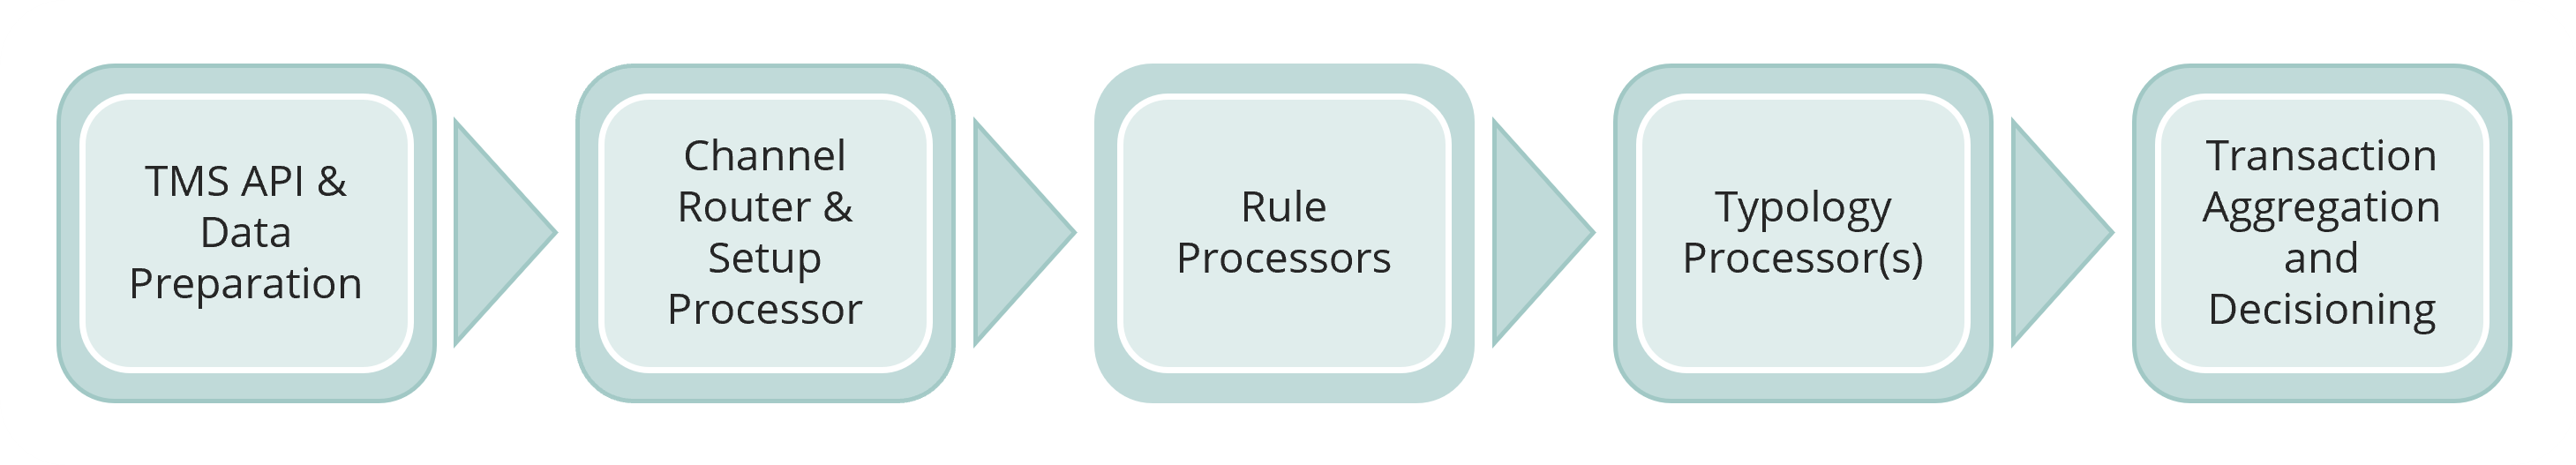 TMS API &
Data
Preparation
Channel
Router &
Setup
Processor
Rule
Processors
Typology
Processor(s)
Transaction
Aggregation
and
Decisioning